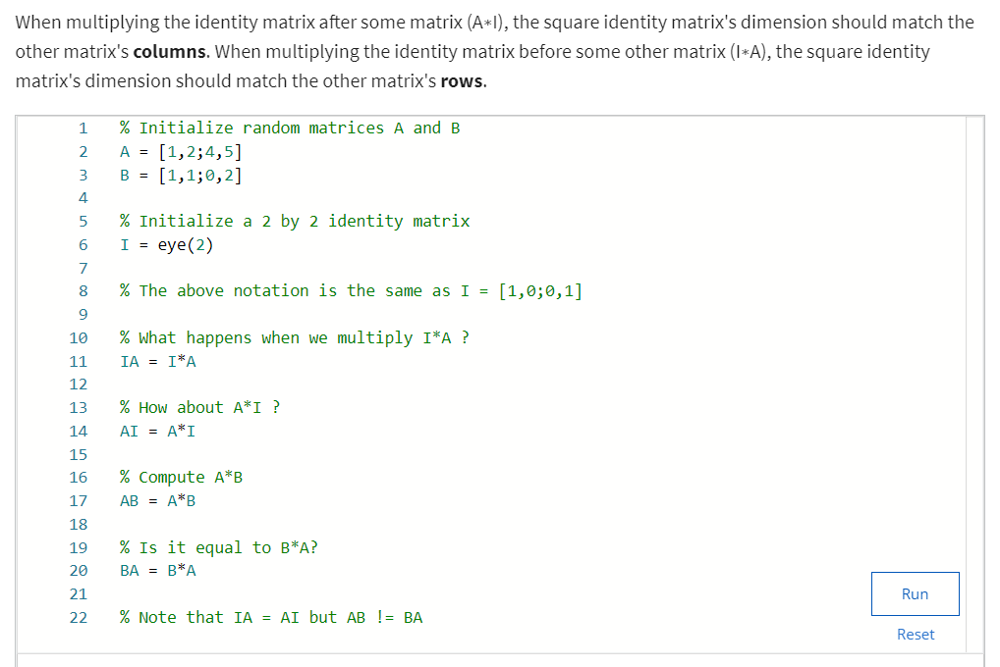 When multiplying the identity matrix after some matrix (A∗I), the square identity matrix's dimension should match the
other matrix's columns. When multiplying the identity matrix before some other matrix (I∗A), the square identity
matrix's dimension should match the other matrix's rows.
1 % Initialize random matrices A and B
2 A = [1,2;4,5]
3 B = [1,1;0,2]
4
5 % Initialize a 2 by 2 identity matrix
6 I = eye(2)
7
8 % The above notation is the same as I = [1,0;0,1]
9
10 % What happens when we multiply I*A ?
11 IA = I*A
12
13 % How about A*I ?
14 AI = A*I
15
16 % Compute A*B
17 AB = A*B
18
19 % Is it equal to B*A?
20 BA = B*A
21
22 % Note that IA = AI but AB != BA
Run
Reset